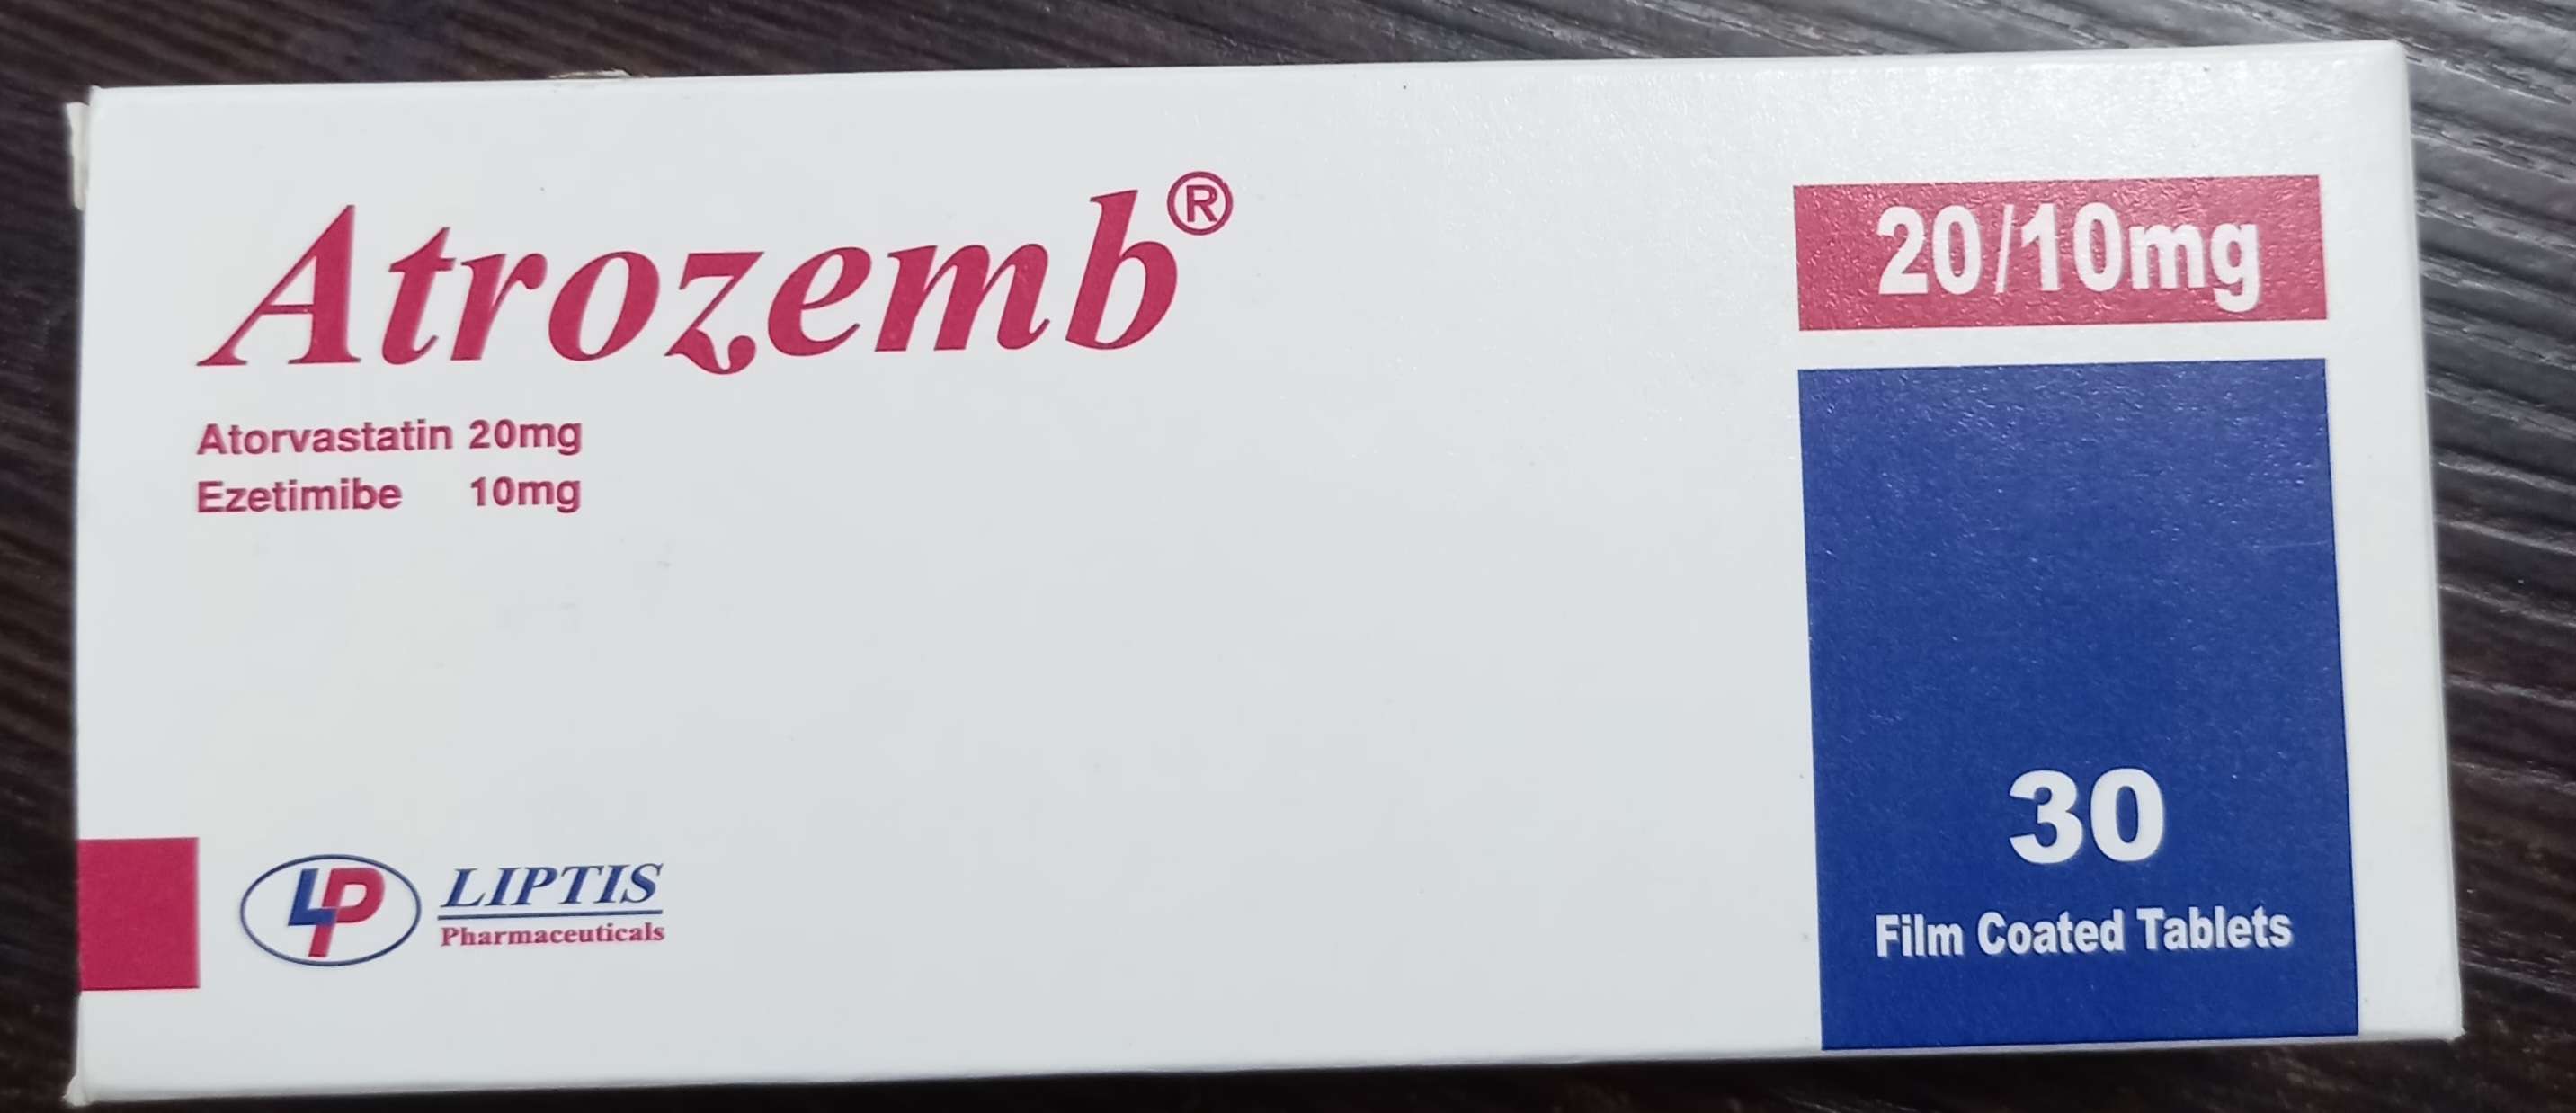 Atrozemb®
20/10mg
Atorvastatin 20mg
Ezetimibe 10mg
30
Film Coated Tablets
LP
LIPTIS
Pharmaceuticals